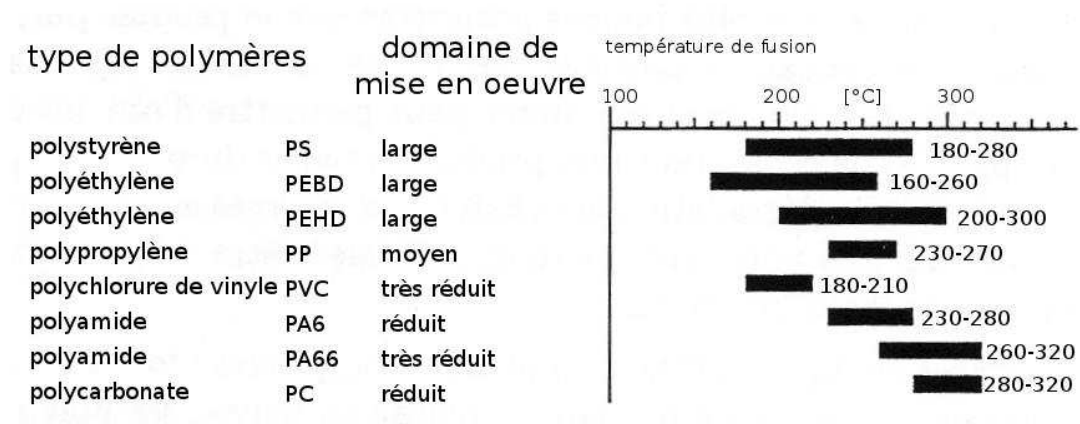 type de polymères domaine de mise en oeuvre température de fusion
100 200 [°C] 300
polystyrène PS large 180-280
polyéthylène PEBD large 160-260
polyéthylène PEHD large 200-300
polypropylène PP moyen 230-270
polychlorure de vinyle PVC très réduit 180-210
polyamide PA6 réduit 230-280
polyamide PA66 très réduit 260-320
polycarbonate PC réduit 280-320